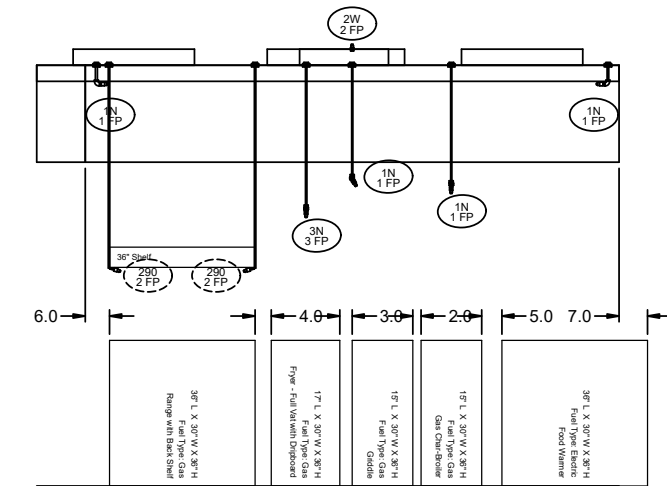 2W
2 FP
1N
1 FP
1N
1 FP
1N
1 FP
1N
1 FP
3N
3 FP
36" Shelf
290
2 FP
290
2 FP
6.0
4.0
3.0
2.0
5.0
7.0
36" L X 30" W X 36" H
Fuel Type: Gas
Range with Back Shelf
17" L X 30" W X 36" H
Fuel Type: Gas
Fryer - Full Vat with Dripboard
15" L X 30" W X 36" H
Fuel Type: Gas
Griddle
15" L X 30" W X 36" H
Fuel Type: Gas
Gas Char-Broiler
36" L X 30" W X 36" H
Fuel Type: Electric
Food Warmer